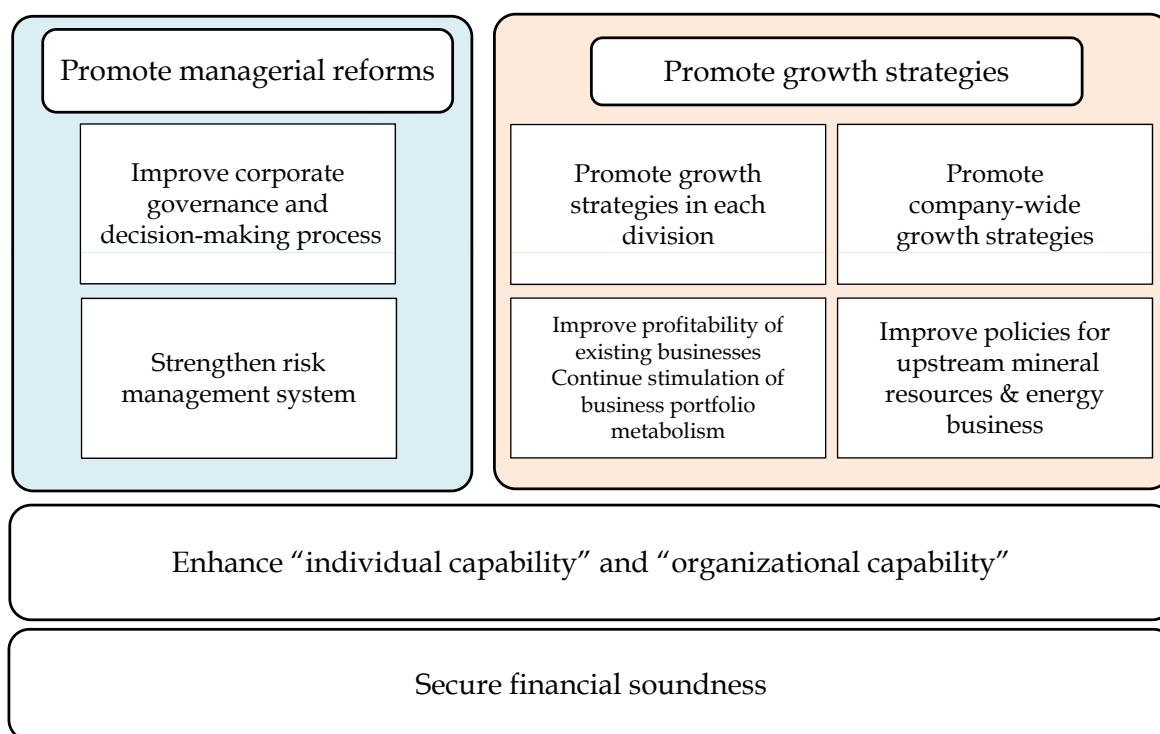 Promote managerial reforms
Improve corporate
governance and
decision-making process
Strengthen risk
management system
Promote growth strategies
Promote growth
strategies in each
division
Promote
company-wide
growth strategies
Improve profitability of
existing businesses
Continue stimulation of
business portfolio
metabolism
Improve policies for
upstream mineral
resources & energy
business
Enhance “individual capability” and “organizational capability”
Secure financial soundness